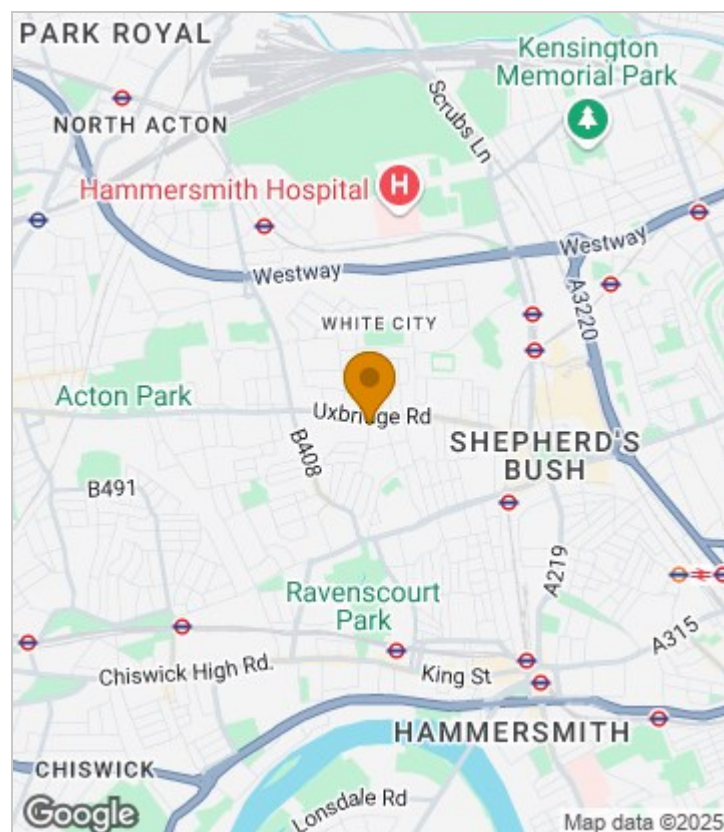 PARK ROYAL
Kensington
Memorial Park
Scrubs Ln
NORTH ACTON
Hammersmith Hospital
H
Westway
Westway
A3220
WHITE CITY
Acton Park
Uxbridge Rd
SHEPHERD'S
BUSH
B408
B491
A219
Ravenscourt
Park
A315
Chiswick High Rd.
King St
HAMMERSMITH
CHISWICK
Lonsdale Rd
Google
Map data ©2025